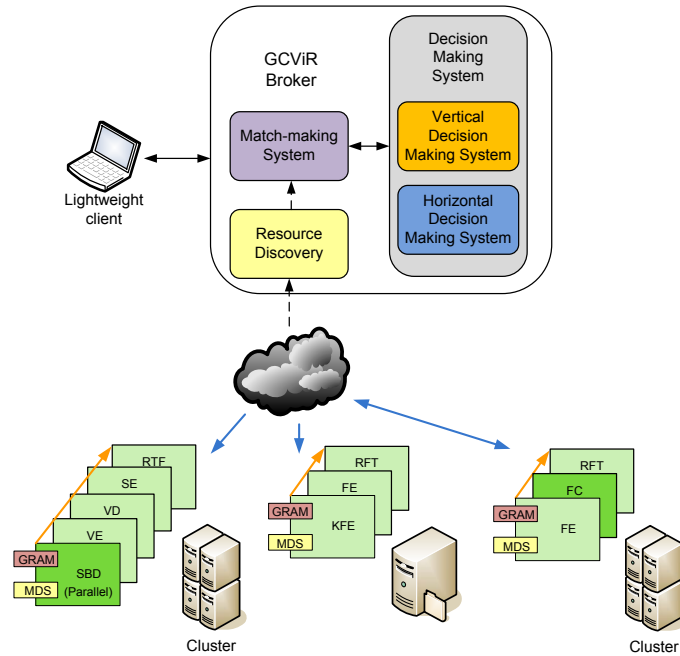 GCViR
Broker
Decision
Making
System
Match-making
System
Vertical
Decision
Making System
Lightweight
client
Resource
Discovery
Horizontal
Decision
Making System
RTF
SE
VD
VE
GRAM
SBD
MDS
(Parallel)
Cluster
RFT
FE
GRAM
KFE
MDS
RFT
FC
GRAM
FE
MDS
Cluster